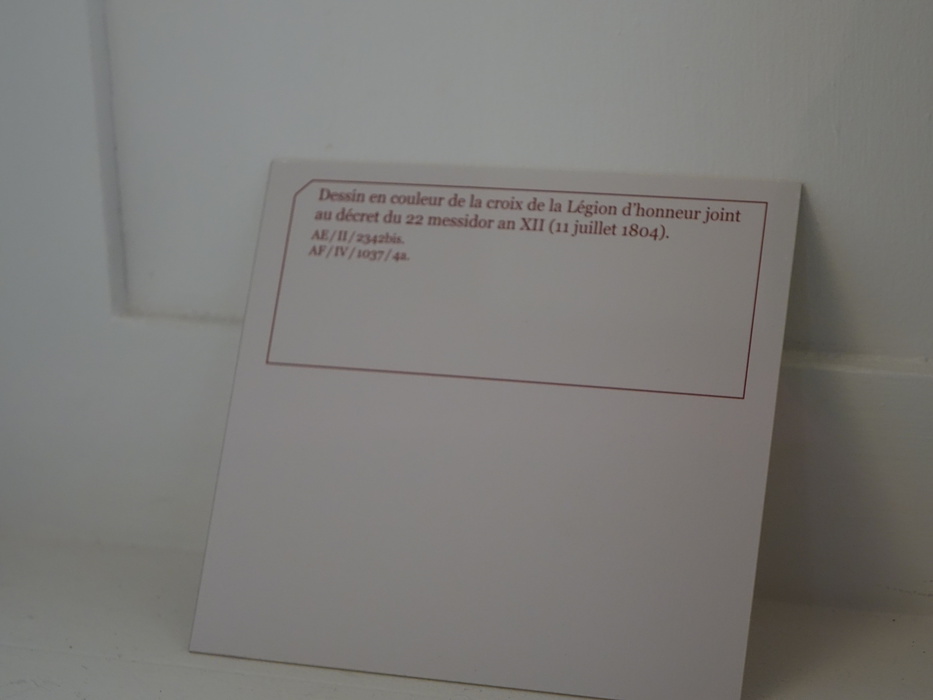 Dessin en couleur de la croix de la Légion d'honneur joint
au décret du 22 messidor an XII (11 juillet 1804).
AE/II/2342bis.
AF/IV/1037/42.